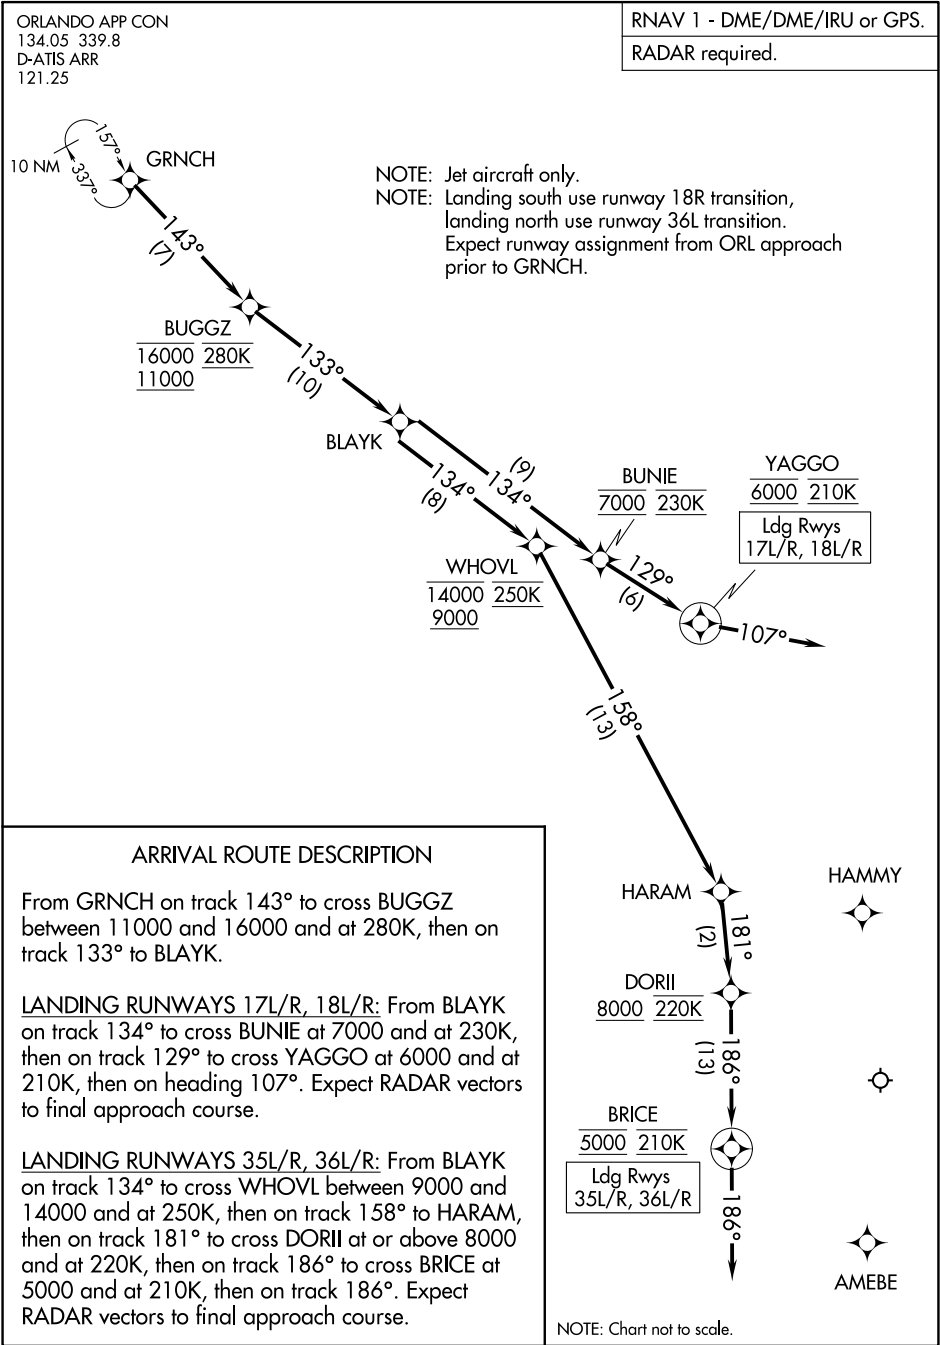 ORLANDO APP CON
134.05 339.8
D-ATIS ARR
121.25
RNAV 1 - DME/DME/IRU or GPS.
RADAR required.
157°
10 NM
337°
GRNCH
NOTE: Jet aircraft only.
NOTE: Landing south use runway 18R transition,
landing north use runway 36L transition.
Expect runway assignment from ORL approach
prior to GRNCH.
143°
(7)
BUGGZ
16000 280K
11000
133°
(10)
BLAYK
134°
(8)
(9)
134°
BUNIE
7000 230K
YAGGO
6000 210K
Ldg Rwys
17L/R, 18L/R
129°
(6)
107°
WHOVL
14000 250K
9000
158°
(13)
HARAM
HAMMY
181°
(2)
DORII
8000 220K
186°
(13)
BRICE
5000 210K
Ldg Rwys
35L/R, 36L/R
186°
AMEBE
NOTE: Chart not to scale.
ARRIVAL ROUTE DESCRIPTION
From GRNCH on track 143° to cross BUGGZ
between 11000 and 16000 and at 280K, then on
track 133° to BLAYK.
LANDING RUNWAYS 17L/R, 18L/R: From BLAYK
on track 134° to cross BUNIE at 7000 and at 230K,
then on track 129° to cross YAGGO at 6000 and at
210K, then on heading 107°. Expect RADAR vectors
to final approach course.
LANDING RUNWAYS 35L/R, 36L/R: From BLAYK
on track 134° to cross WHOVL between 9000 and
14000 and at 250K, then on track 158° to HARAM,
then on track 181° to cross DORII at or above 8000
and at 220K, then on track 186° to cross BRICE at
5000 and at 210K, then on track 186°. Expect
RADAR vectors to final approach course.